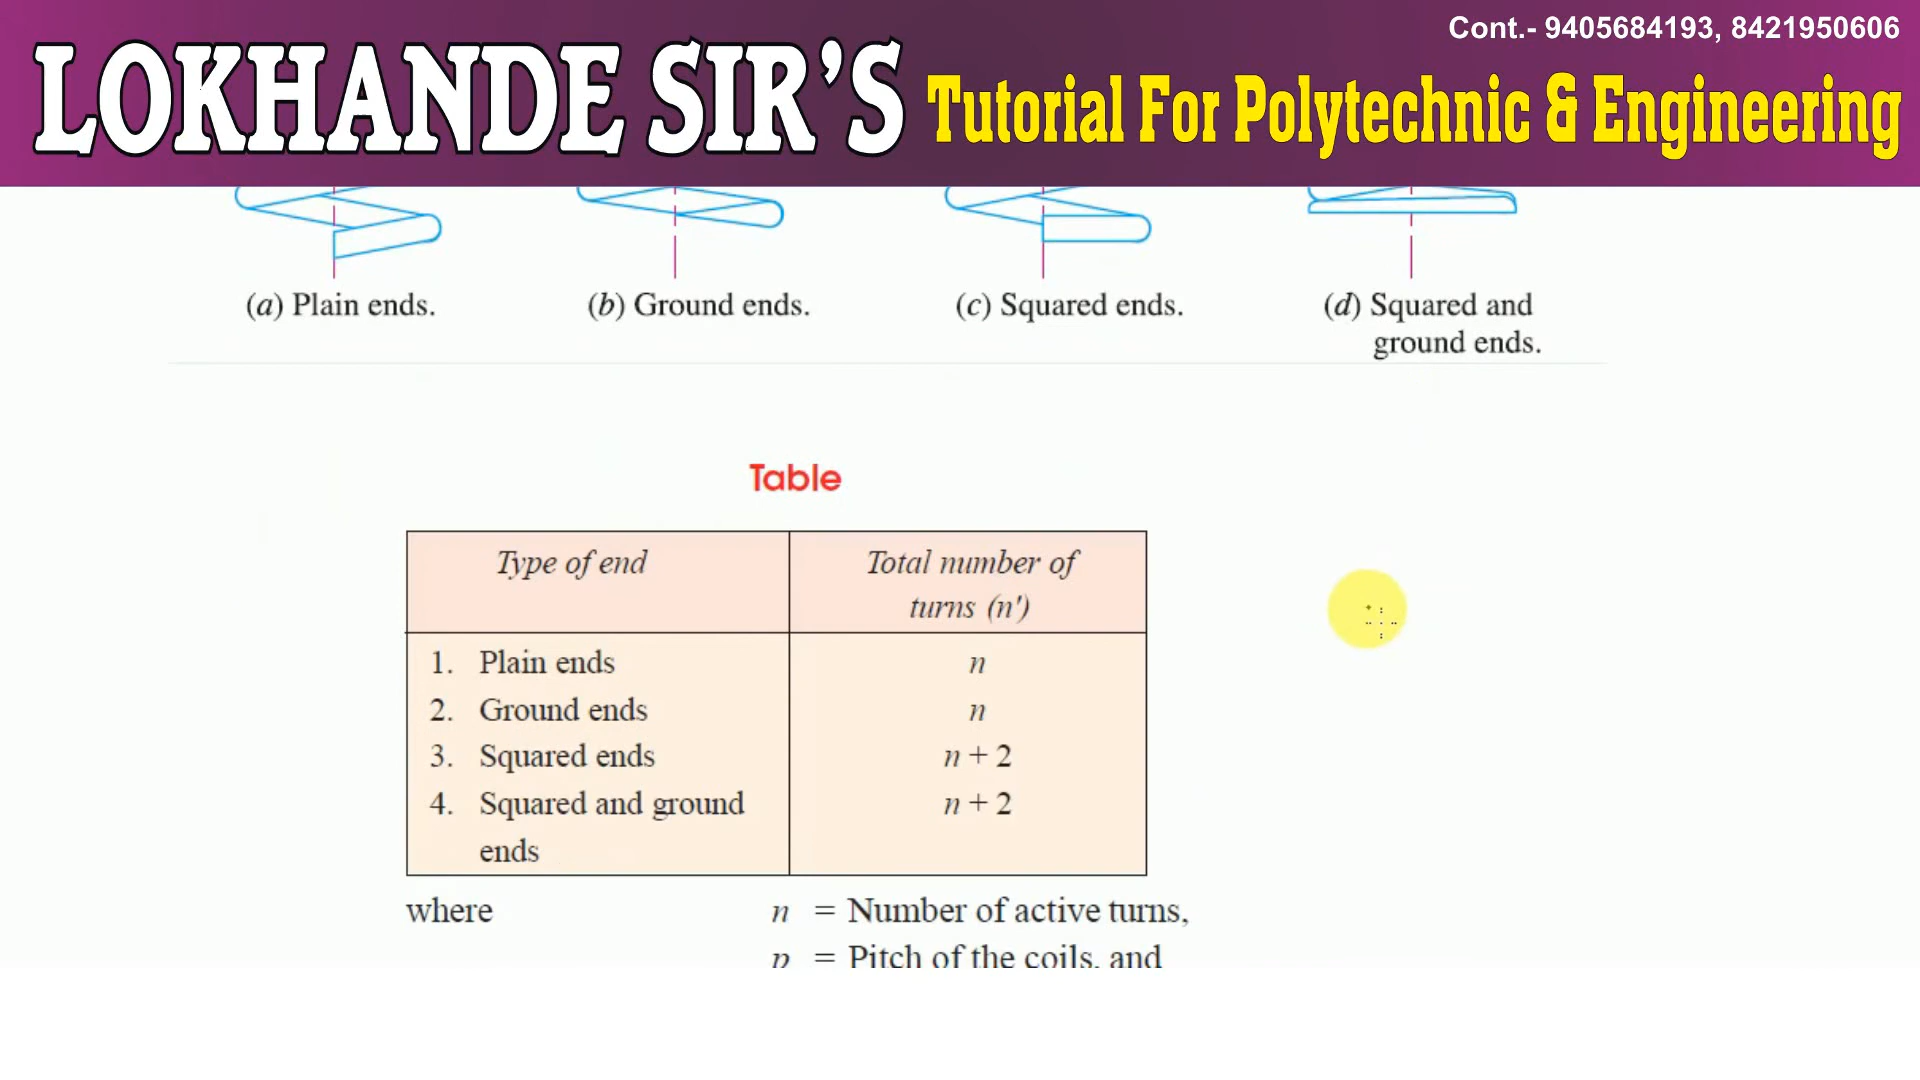 Cont.- 9405684193, 8421950606
LOKHANDE SIR'S Tutorial For Polytechnic & Engineering
(a) Plain ends. (b) Ground ends. (c) Squared ends. (d) Squared and
ground ends.
Table
Type of end Total number of
turns (n')
1. Plain ends n
2. Ground ends n
3. Squared ends n + 2
4. Squared and ground n + 2
ends
where n = Number of active turns,
p = Pitch of the coils, and